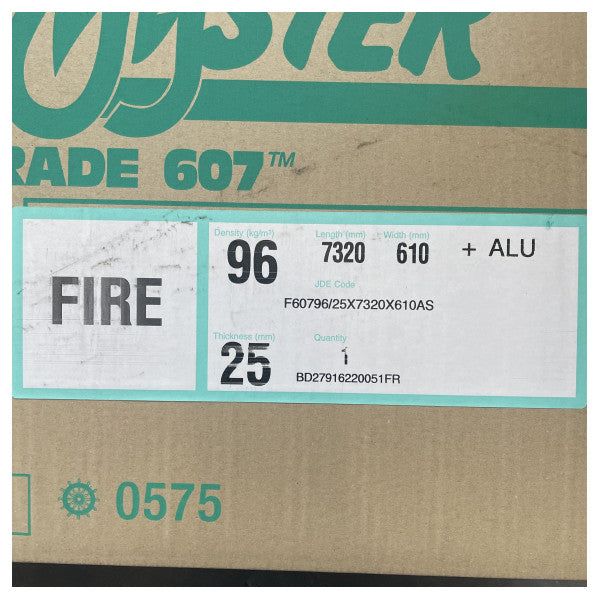 OYSTER
RADE 607™
FIRE
Density (kg/m³) Length (mm) Width (mm)
96 7320 610 + ALU
JDE Code
F60796/25X7320X610AS
Thickness (mm) Quantity
25 1
BD27916220051FR
0575